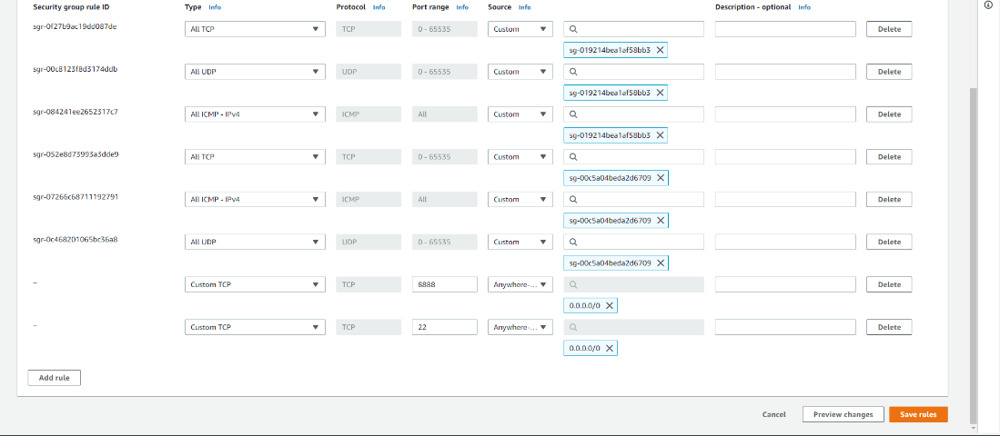 Security group rule ID Type Info Protocol Info Port range Info Source Info Description - optional Info
sgr-0f27b9ac19dd087de All TCP TCP 0 - 65535 Custom Delete
sg-019214bea1af58bb3
sgr-00c8123f8d3174ddb All UDP UDP 0 - 65535 Custom Delete
sg-019214bea1af58bb3
sgr-084241ee2652317c7 All ICMP - IPv4 ICMP All Custom Delete
sg-019214bea1af58bb3
sgr-052e8d73993a3dde9 All TCP TCP 0 - 65535 Custom Delete
sg-00c5a04beda2d6709
sgr-07266c68711192791 All ICMP - IPv4 ICMP All Custom Delete
sg-00c5a04beda2d6709
sgr-0c468201065bc36a8 All UDP UDP 0 - 65535 Custom Delete
sg-00c5a04beda2d6709
– Custom TCP TCP 8888 Anywhere-... Delete
0.0.0.0/0
– Custom TCP TCP 22 Anywhere-... Delete
0.0.0.0/0
Add rule
Cancel Preview changes Save rules